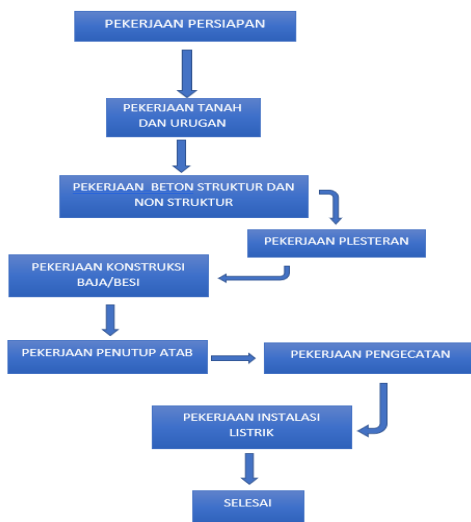 PEKERJAAN PERSIAPAN
PEKERJAAN TANAH
DAN URUGAN
PEKERJAAN BETON STRUKTUR DAN
NON STRUKTUR
PEKERJAAN PLESTERAN
PEKERJAAN KONSTRUKSI
BAJA/BESI
PEKERJAAN PENUTUP ATAB
PEKERJAAN PENGECATAN
PEKERJAAN INSTALASI
LISTRIK
SELESAI